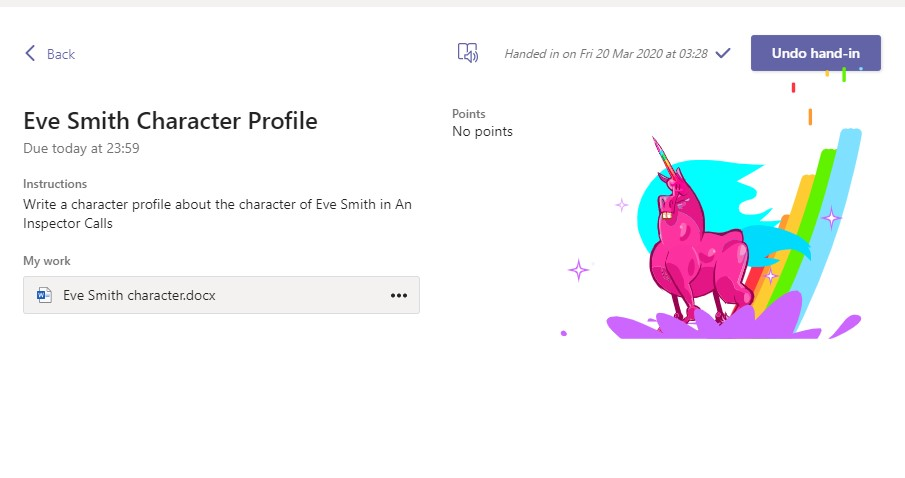 Back
Handed in on Fri 20 Mar 2020 at 03:28
Undo hand-in
Eve Smith Character Profile
Due today at 23:59
Points
No points
Instructions
Write a character profile about the character of Eve Smith in An
Inspector Calls
My work
Eve Smith character.docx